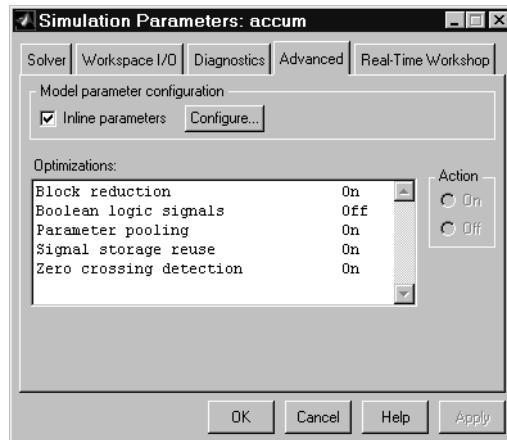 Simulation Parameters: accum
Solver Workspace I/O Diagnostics Advanced Real-Time Workshop
Model parameter configuration
Inline parameters Configure...
Optimizations:
Action
Block reduction On
Boolean logic signals Off
Parameter pooling On
Signal storage reuse On
Zero crossing detection On
On
Off
OK Cancel Help Apply